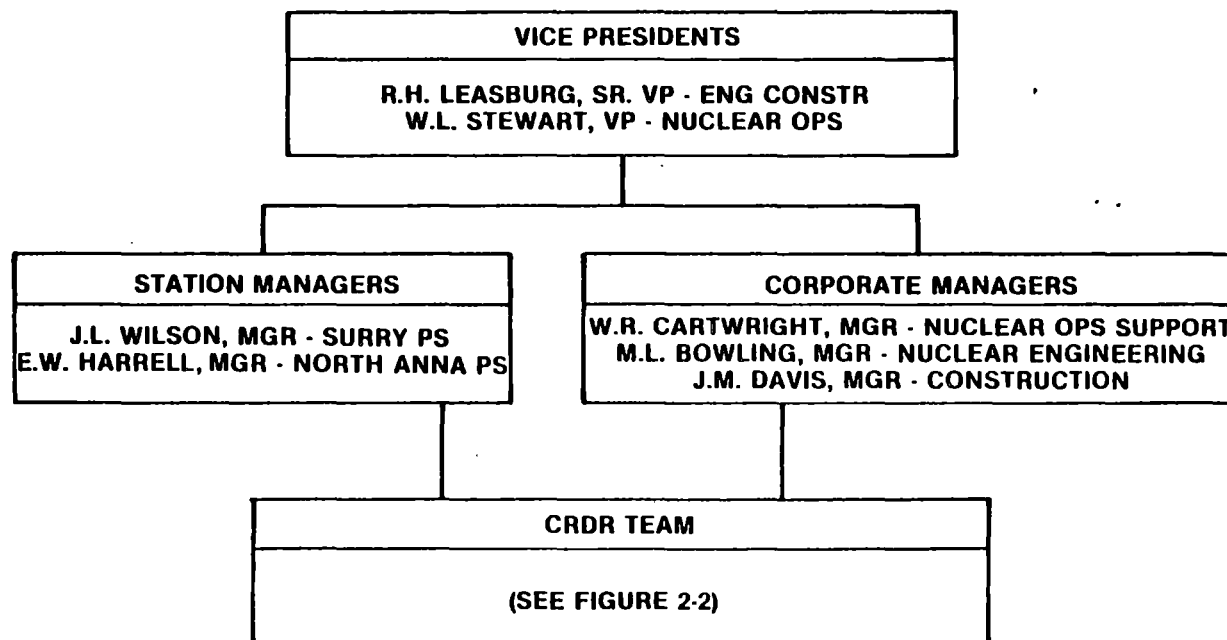 VICE PRESIDENTS
R.H. LEASBURG, SR. VP - ENG CONSTR
W.L. STEWART, VP - NUCLEAR OPS
STATION MANAGERS
J.L. WILSON, MGR - SURRY PS
E.W. HARRELL, MGR - NORTH ANNA PS
CORPORATE MANAGERS
W.R. CARTWRIGHT, MGR - NUCLEAR OPS SUPPORT
M.L. BOWLING, MGR - NUCLEAR ENGINEERING
J.M. DAVIS, MGR - CONSTRUCTION
CRDR TEAM
(SEE FIGURE 2-2)